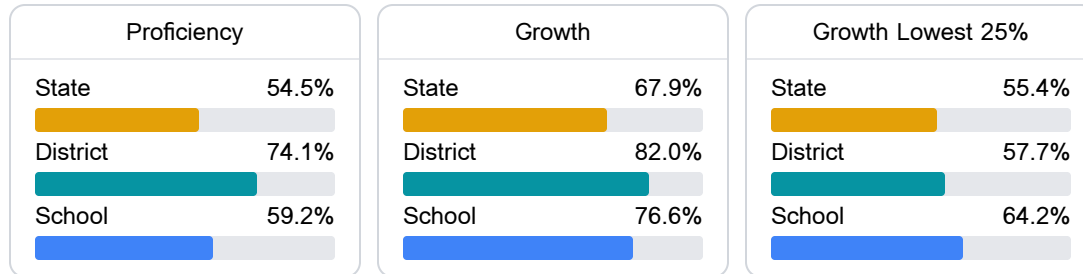 Proficiency
State 54.5%
District 74.1%
School 59.2%
Growth
State 67.9%
District 82.0%
School 76.6%
Growth Lowest 25%
State 55.4%
District 57.7%
School 64.2%